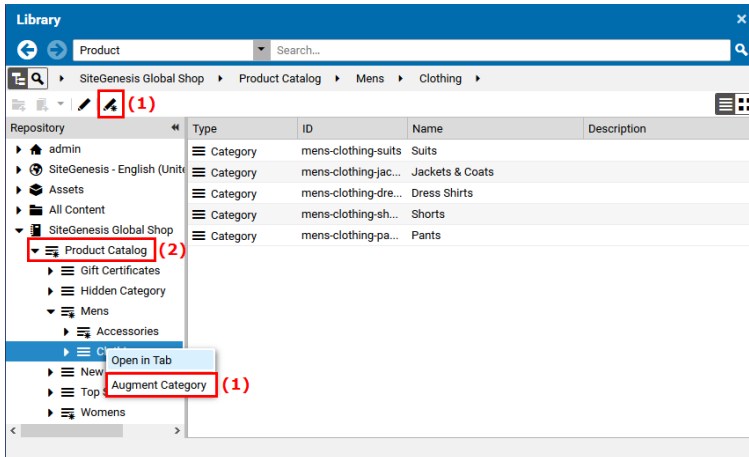 Library
Product
Search...
SiteGenesis Global Shop Product Catalog Mens Clothing
(1)
Repository Type ID Name Description
admin Category mens-clothing-suits Suits
SiteGenesis - English (Unite Category mens-clothing-jac... Jackets & Coats
Assets Category mens-clothing-dre... Dress Shirts
All Content Category mens-clothing-sh... Shorts
SiteGenesis Global Shop Category mens-clothing-pa... Pants
Product Catalog (2)
Gift Certificates
Hidden Category
Mens
Accessories
Open in Tab
New
Augment Category (1)
Top
Womens